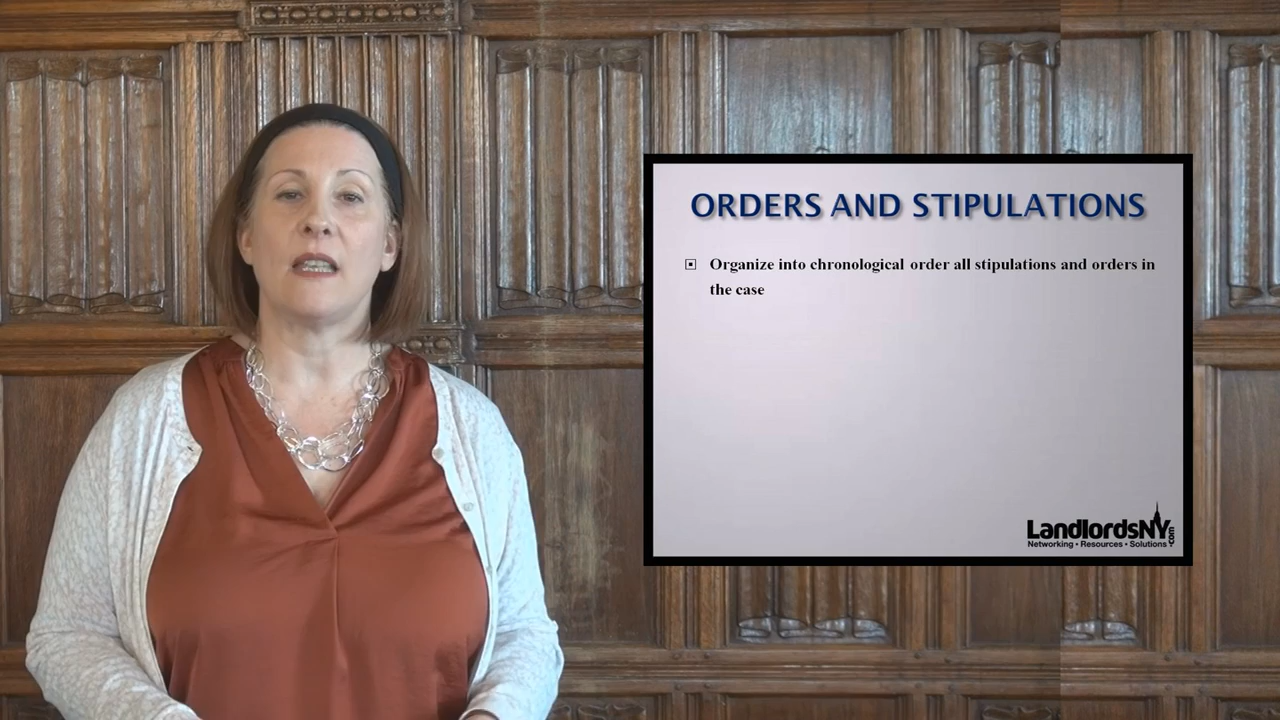 ORDERS AND STIPULATIONS
Organize into chronological order all stipulations and orders in
the case
LandlordsNY.com
Networking • Resources • Solutions